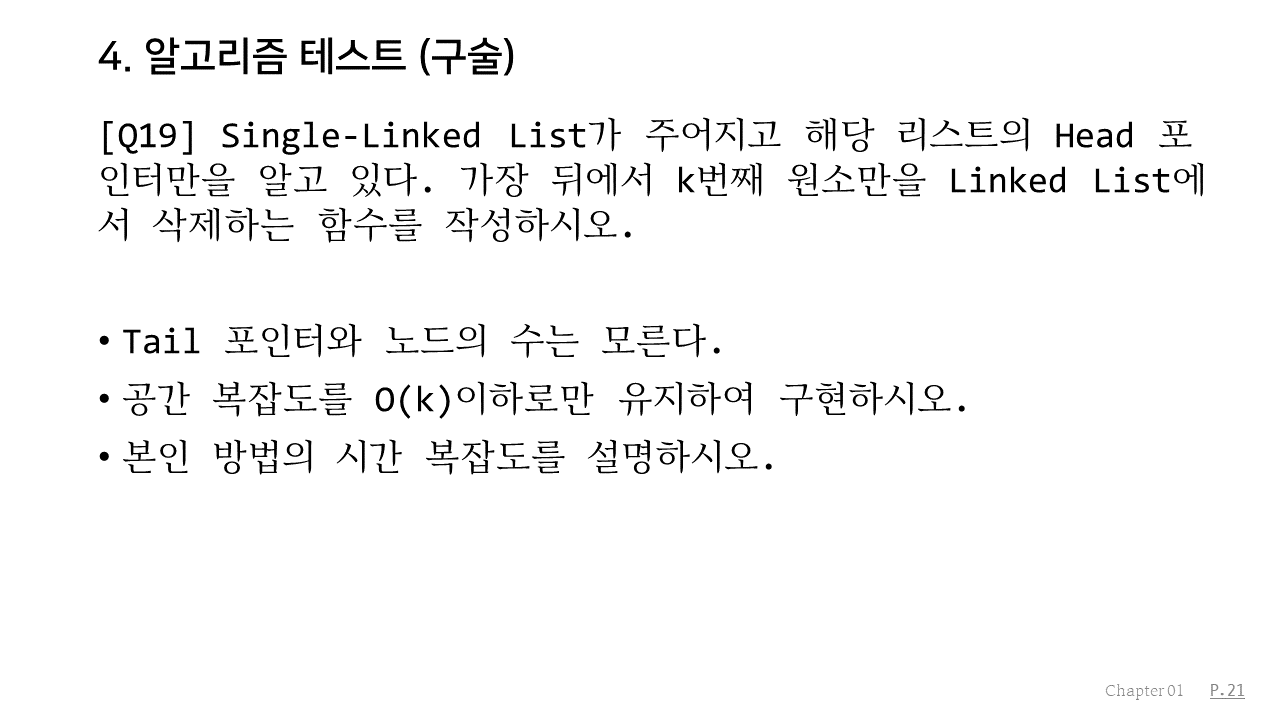 4. 알고리즘 테스트 (구술)
[Q19] Single-Linked List가 주어지고 해당 리스트의 Head 포
인터만을 알고 있다. 가장 뒤에서 k번째 원소만을 Linked List에
서 삭제하는 함수를 작성하시오.
• Tail 포인터와 노드의 수는 모른다.
• 공간 복잡도를 O(k)이하로만 유지하여 구현하시오.
• 본인 방법의 시간 복잡도를 설명하시오.
Chapter 01 P.21